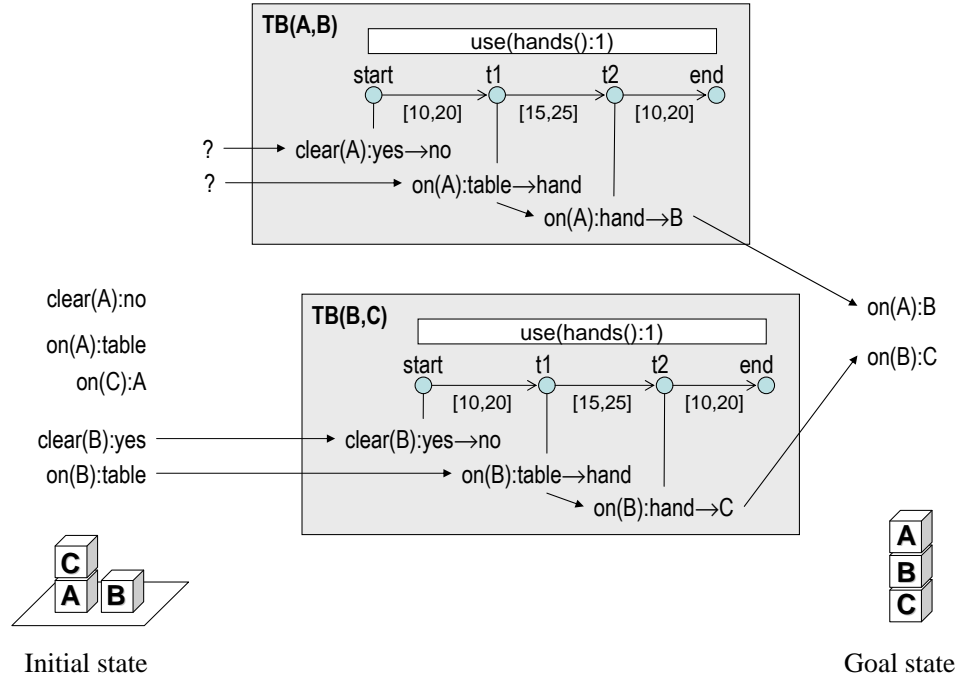 TB(A,B)
use(hands():1)
start t1 t2 end
[10,20] [15,25] [10,20]
? clear(A):yes→no
? on(A):table→hand
on(A):hand→B
clear(A):no
on(A):table
on(C):A
clear(B):yes
on(B):table
TB(B,C)
use(hands():1)
start t1 t2 end
[10,20] [15,25] [10,20]
clear(B):yes→no
on(B):table→hand
on(B):hand→C
on(A):B
on(B):C
C
A B
Initial state
A
B
C
Goal state